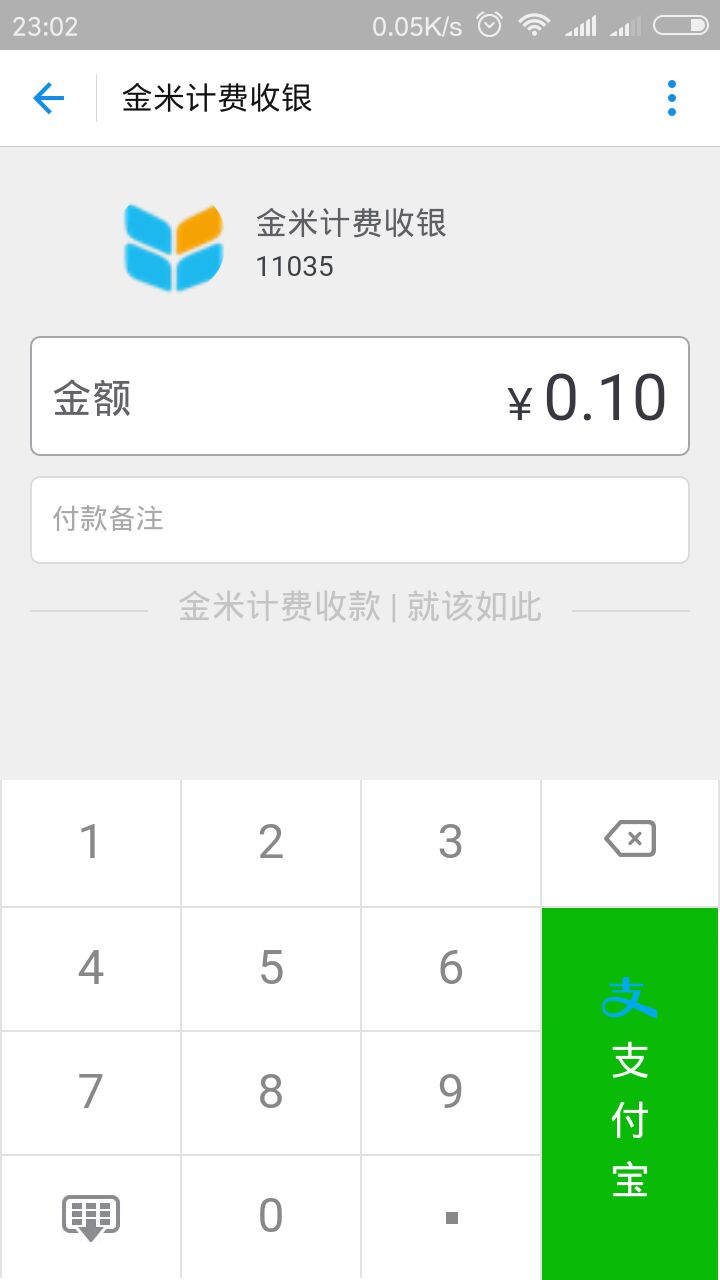 23:02 0.05K/s
金米计费收银
金米计费收银
11035
金额 ¥ 0.10
付款备注
金米计费收款 | 就该如此
1 2 3
4 5 6
7 8 9
0 .
支
支
付
宝